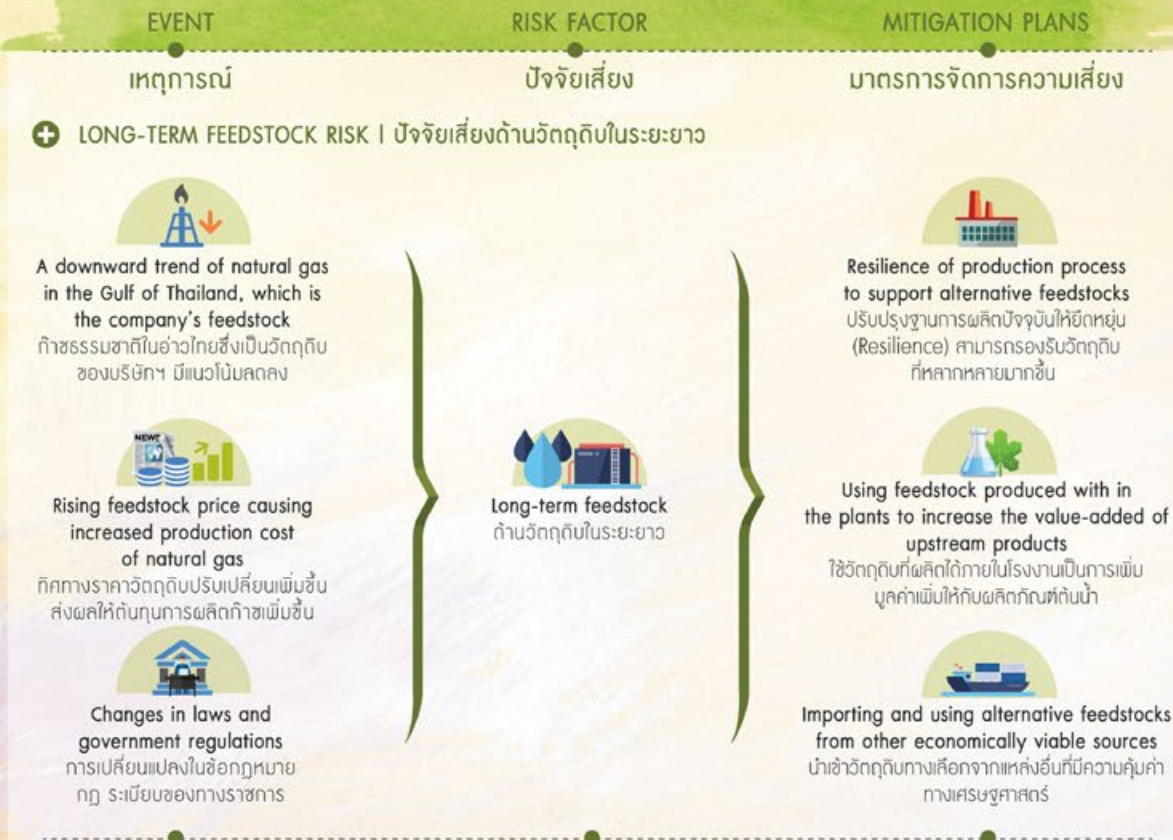 EVENT
RISK FACTOR
MITIGATION PLANS
เหตุการณ์
ปัจจัยเสี่ยง
มาตรการจัดการความเสี่ยง
LONG-TERM FEEDSTOCK RISK | ปัจจัยเสี่ยงด้านวัตถุดิบในระยะยาว
A downward trend of natural gas
in the Gulf of Thailand, which is
the company's feedstock
ก๊าซธรรมชาติในอ่าวไทยซึ่งเป็นวัตถุดิบ
ของบริษัทฯ มีแนวโน้มลดลง
NEWS
Rising feedstock price causing
increased production cost
of natural gas
ทิศทางราคาวัตถุดิบปรับเปลี่ยนเพิ่มขึ้น
ส่งผลให้ต้นทุนการผลิตก๊าซเพิ่มขึ้น
Changes in laws and
government regulations
การเปลี่ยนแปลงในข้อกฎหมาย
กฎ ระเบียบของทางราชการ
Long-term feedstock
ด้านวัตถุดิบในระยะยาว
Resilience of production process
to support alternative feedstocks
ปรับปรุงฐานการผลิตปัจจุบันให้ยืดหยุ่น
(Resilience) สามารถรองรับวัตถุดิบ
ที่หลากหลายมากขึ้น
Using feedstock produced with in
the plants to increase the value-added of
upstream products
ใช้วัตถุดิบที่ผลิตได้ภายในโรงงานเป็นการเพิ่ม
มูลค่าเพิ่มให้กับผลิตภัณฑ์ต้นน้ำ
Importing and using alternative feedstocks
from other economically viable sources
นำเข้าวัตถุดิบทางเลือกจากแหล่งอื่นที่มีความคุ้มค่า
ทางเศรษฐศาสตร์